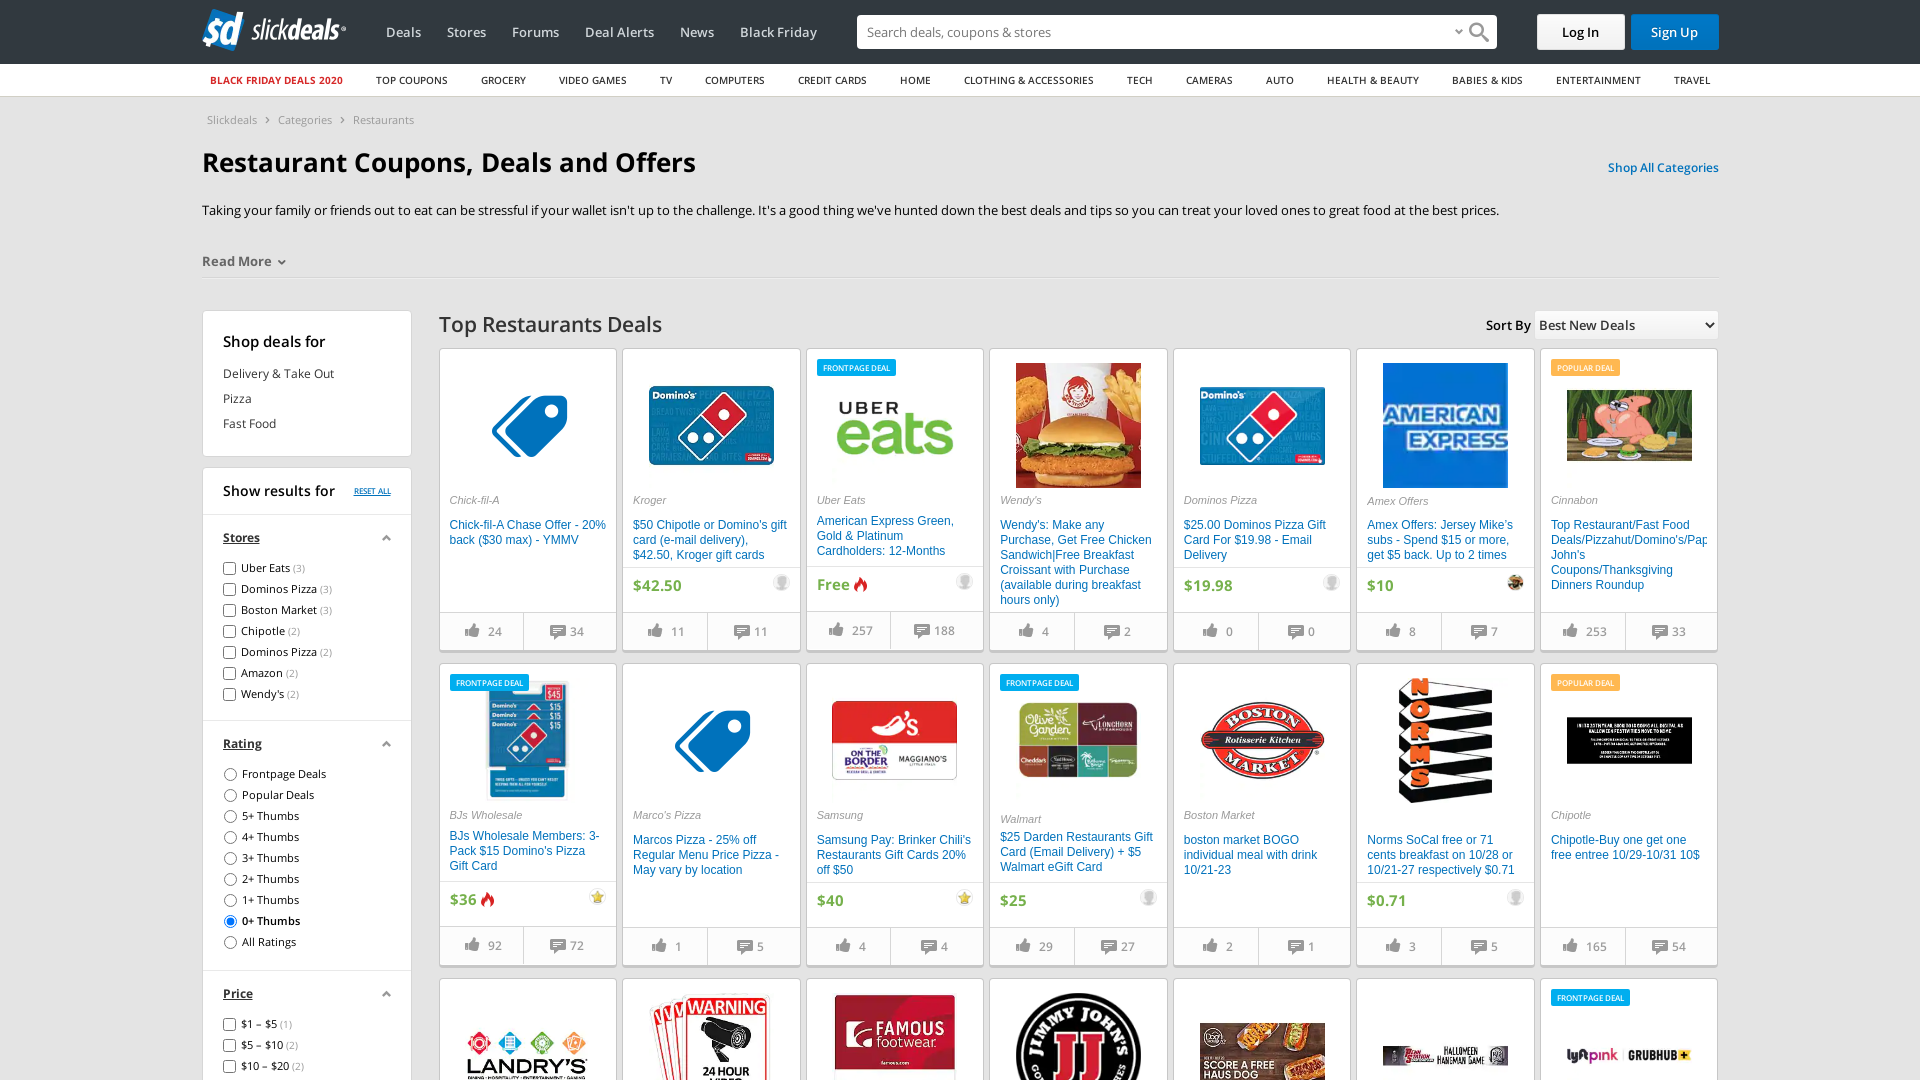 sd slickdeals
Deals
Stores
Forums
Deal Alerts
News
Black Friday
Search deals, coupons & stores
Log In
Sign Up
BLACK FRIDAY DEALS 2020
TOP COUPONS
GROCERY
VIDEO GAMES
TV
COMPUTERS
CREDIT CARDS
HOME
CLOTHING & ACCESSORIES
TECH
CAMERAS
AUTO
HEALTH & BEAUTY
BABIES & KIDS
ENTERTAINMENT
TRAVEL
Slickdeals > Categories > Restaurants
Restaurant Coupons, Deals and Offers
Shop All Categories
Taking your family or friends out to eat can be stressful if your wallet isn't up to the challenge. It's a good thing we've hunted down the best deals and tips so you can treat your loved ones to great food at the best prices.
Read More
Shop deals for
Delivery & Take Out
Pizza
Fast Food
Show results for
RESET ALL
Stores
Uber Eats (3)
Dominos Pizza (3)
Boston Market (3)
Chipotle (2)
Dominos Pizza (2)
Amazon (2)
Wendy's (2)
Rating
Frontpage Deals
Popular Deals
5+ Thumbs
4+ Thumbs
3+ Thumbs
2+ Thumbs
1+ Thumbs
0+ Thumbs
All Ratings
Price
$1 – $5 (1)
$5 – $10 (2)
$10 – $20 (2)
Top Restaurants Deals
Sort By
Best New Deals
Chick-fil-A
Chick-fil-A Chase Offer - 20%
back ($30 max) - YMMV
24
34
Domino's
Kroger
$50 Chipotle or Domino's gift
card (e-mail delivery),
$42.50, Kroger gift cards
$42.50
11
11
FRONTPAGE DEAL
UBER
eats
Uber Eats
American Express Green,
Gold & Platinum
Cardholders: 12-Months
Free
257
188
Wendy's
Wendy's: Make any
Purchase, Get Free Chicken
Sandwich|Free Breakfast
Croissant with Purchase
(available during breakfast
hours only)
4
2
Domino's
Dominos Pizza
$25.00 Dominos Pizza Gift
Card For $19.98 - Email
Delivery
$19.98
0
0
AMERICAN
EXPRESS
Amex Offers
Amex Offers: Jersey Mike's
subs - Spend $15 or more,
get $5 back. Up to 2 times
$10
8
7
POPULAR DEAL
Cinnabon
Top Restaurant/Fast Food
Deals/Pizzahut/Domino's/Pap
John's
Coupons/Thanksgiving
Dinners Roundup
253
33
FRONTPAGE DEAL
$45
$15
$15
$15
BJs Wholesale
BJs Wholesale Members: 3-
Pack $15 Domino's Pizza
Gift Card
$36
92
72
Marco's Pizza
Marcos Pizza - 25% off
Regular Menu Price Pizza -
May vary by location
1
5
ON THE
BORDER
MAGGIANO'S
Samsung
Samsung Pay: Brinker Chili's
Restaurants Gift Cards 20%
off $50
$40
4
4
FRONTPAGE DEAL
Olive
Garden
LONGHORN
Cheddar's
Walmart
$25 Darden Restaurants Gift
Card (Email Delivery) + $5
Walmart eGift Card
$25
29
27
BOSTON
Rotisserie Kitchen
MARKET
Boston Market
boston market BOGO
individual meal with drink
10/21-23
2
1
NORMS
Norms SoCal free or 71
cents breakfast on 10/28 or
10/21-27 respectively $0.71
$0.71
3
5
POPULAR DEAL
Chipotle
Chipotle-Buy one get one
free entree 10/29-10/31 10$
165
54
LANDRY'S
WARNING
24 HOUR
FAMOUS
footwear
famous.com
JIMMY JOHN'S
JJ
SCORE A FREE
HAUS DOG
HALLOWEEN
HANGMAN GAME
FRONTPAGE DEAL
lyft pink
GRUBHUB+